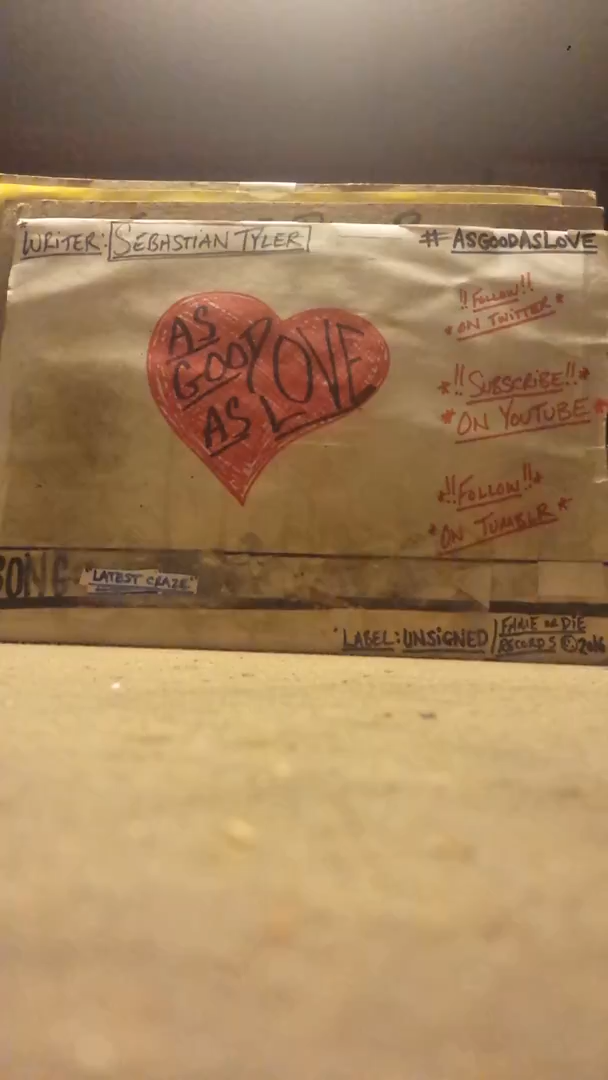 WRITER: SEBASTIAN TYLER
# ASGOODASLOVE
AS
GOOD
AS LOVE
!!FOLLOW!!
*ON TWITTER*
*!!SUBSCRIBE!!*
*ON YOUTUBE*
*!!FOLLOW!!*
*ON TUMBLR*
SONG "LATEST CRAZE"
LABEL: UNSIGNED / FAME OR DIE
RECORDS © 2016